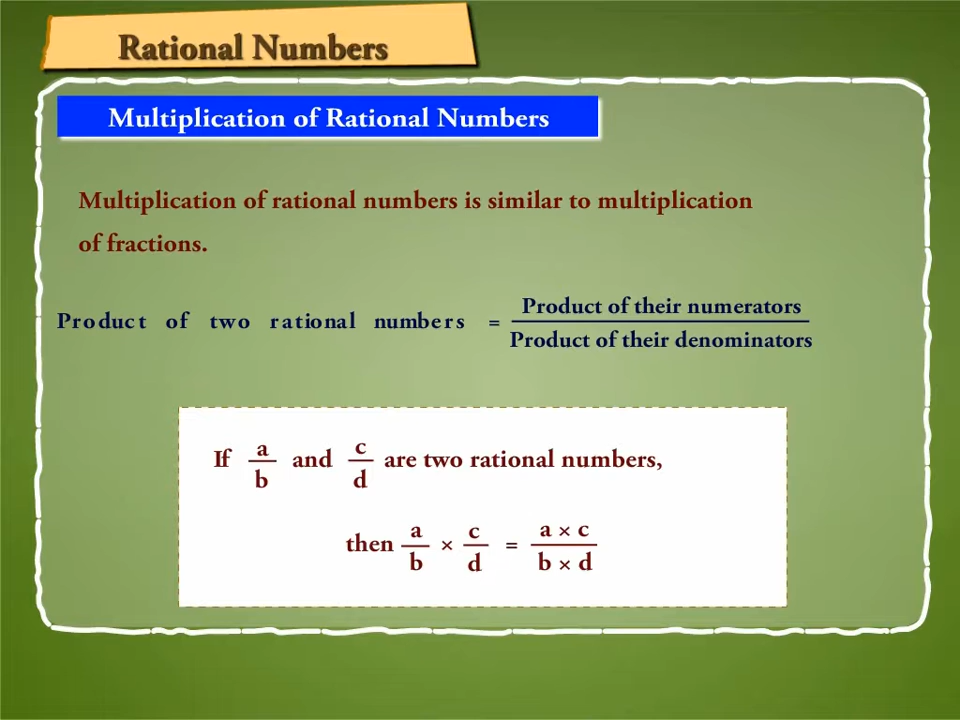 Rational Numbers
Multiplication of Rational Numbers
Multiplication of rational numbers is similar to multiplication
of fractions.
Product of two rational numbers = Product of their numerators / Product of their denominators
If a/b and c/d are two rational numbers,
then a/b × c/d = a × c / b × d